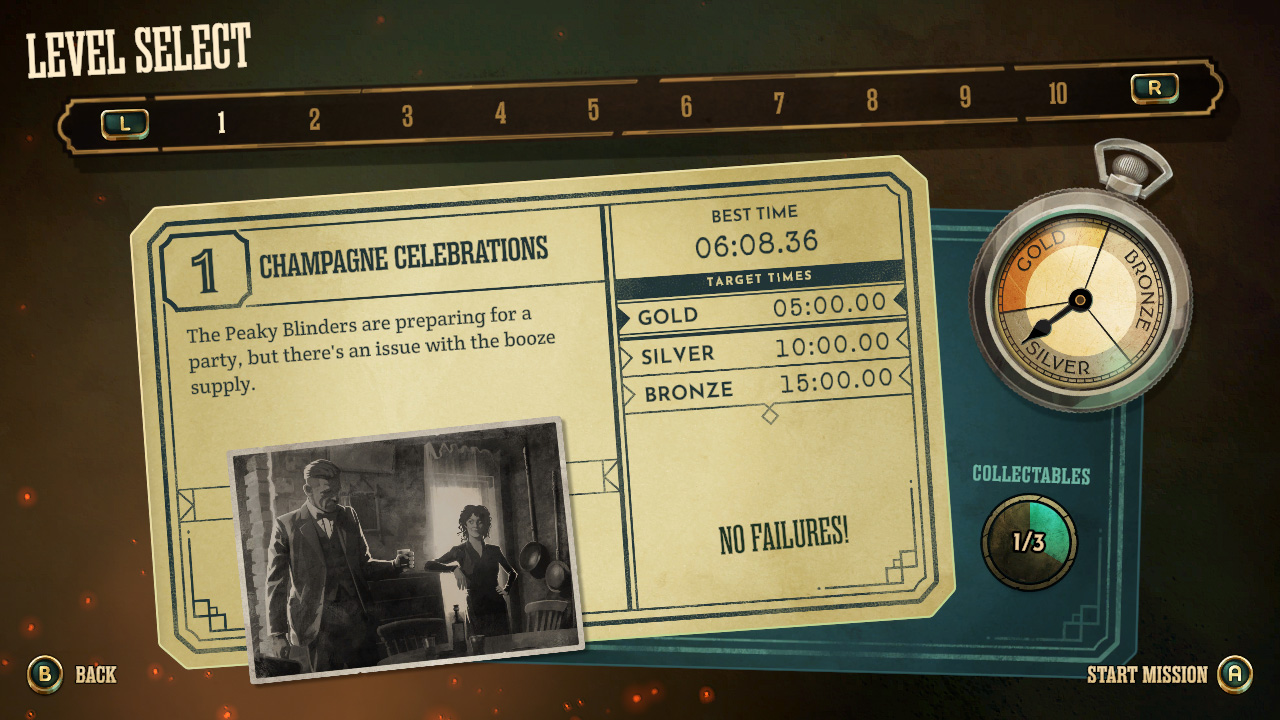 LEVEL SELECT
L 1 2 3 4 5 6 7 8 9 10 R
1 CHAMPAGNE CELEBRATIONS
The Peaky Blinders are preparing for a
party, but there's an issue with the booze
supply.
BEST TIME
06:08.36
TARGET TIMES
GOLD 05:00.00
SILVER 10:00.00
BRONZE 15:00.00
NO FAILURES!
GOLD
BRONZE
SILVER
COLLECTABLES
1/3
B BACK
START MISSION A